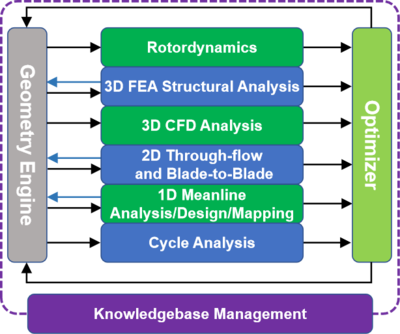 Geometry Engine
Rotordynamics
3D FEA Structural Analysis
3D CFD Analysis
2D Through-flow
and Blade-to-Blade
1D Meanline
Analysis/Design/Mapping
Cycle Analysis
Optimizer
Knowledgebase Management